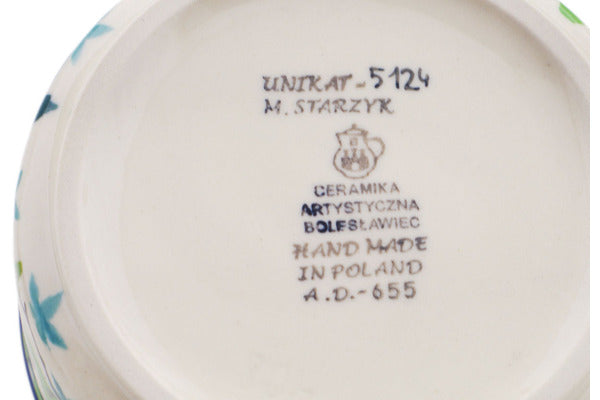 UNIKAT-5124
M. STARZYK
CERAMIKA
ARTYSTYCZNA
BOLESŁAWIEC
HAND MADE
IN POLAND
A.D.-655